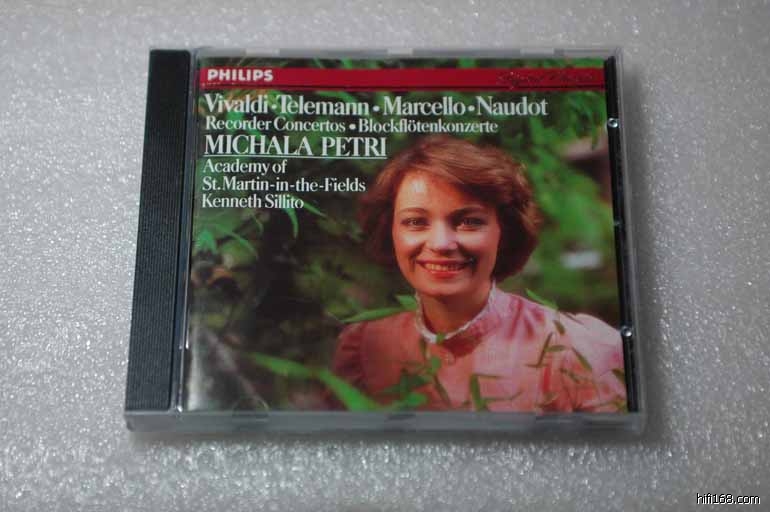 PHILIPS
Vivaldi • Telemann • Marcello • Naudot
Recorder Concertos • Blockflötenkonzerte
MICHALA PETRI
Academy of
St. Martin-in-the-Fields
Kenneth Sillito
hifi168.com